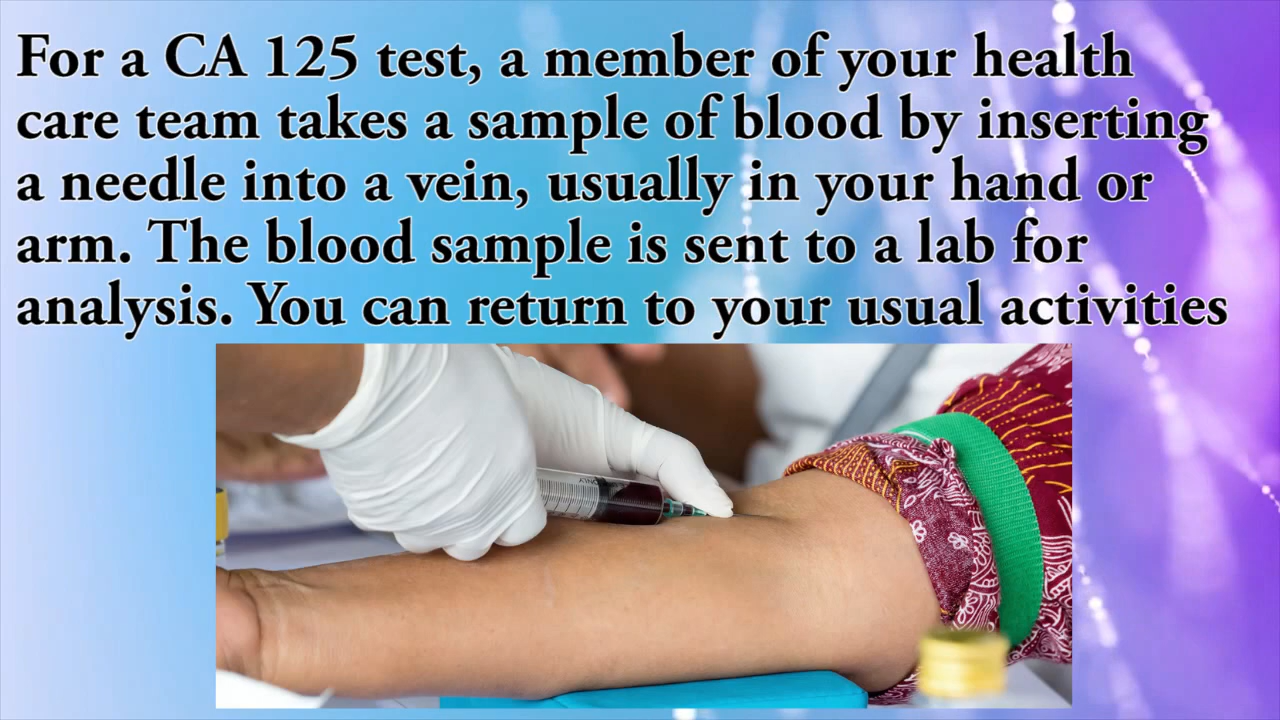 For a CA 125 test, a member of your health
care team takes a sample of blood by inserting
a needle into a vein, usually in your hand or
arm. The blood sample is sent to a lab for
analysis. You can return to your usual activities